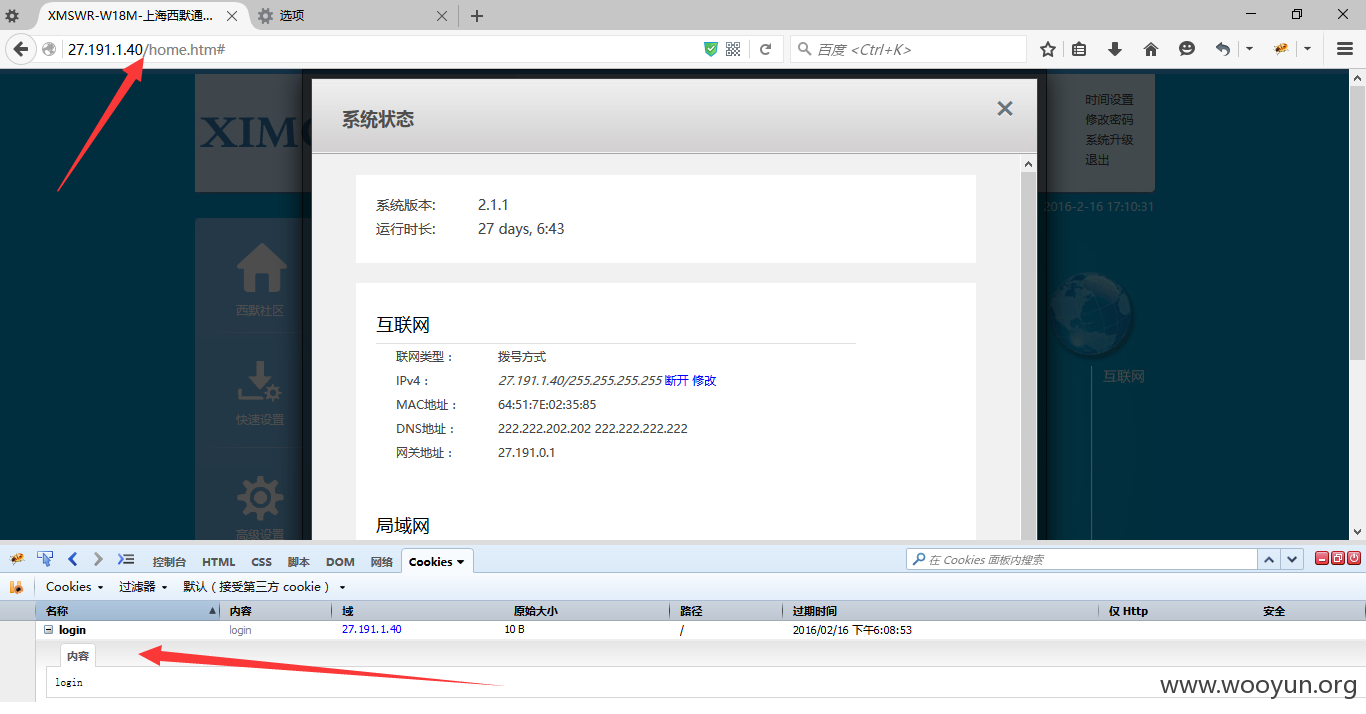 XMSWR-W18M-上海西默通...
选项
27.191.1.40/home.htm#
百度 <Ctrl+K>
时间设置
修改密码
系统升级
退出
2016-2-16 17:10:31
系统状态
系统版本: 2.1.1
运行时长: 27 days, 6:43
西默社区
快速设置
高级设置
互联网
互联网
联网类型： 拨号方式
IPv4： 27.191.1.40/255.255.255.255 断开 修改
MAC地址： 64:51:7E:02:35:85
DNS地址： 222.222.202.202 222.222.222.222
网关地址： 27.191.0.1
局域网
控制台 HTML CSS 脚本 DOM 网络 Cookies
在 Cookies 面板内搜索
Cookies 过滤器 默认（接受第三方 cookie）
名称 内容 域 原始大小 路径 过期时间 仅 Http 安全
login login 27.191.1.40 10 B / 2016/02/16 下午6:08:53
内容
login
www.wooyun.org